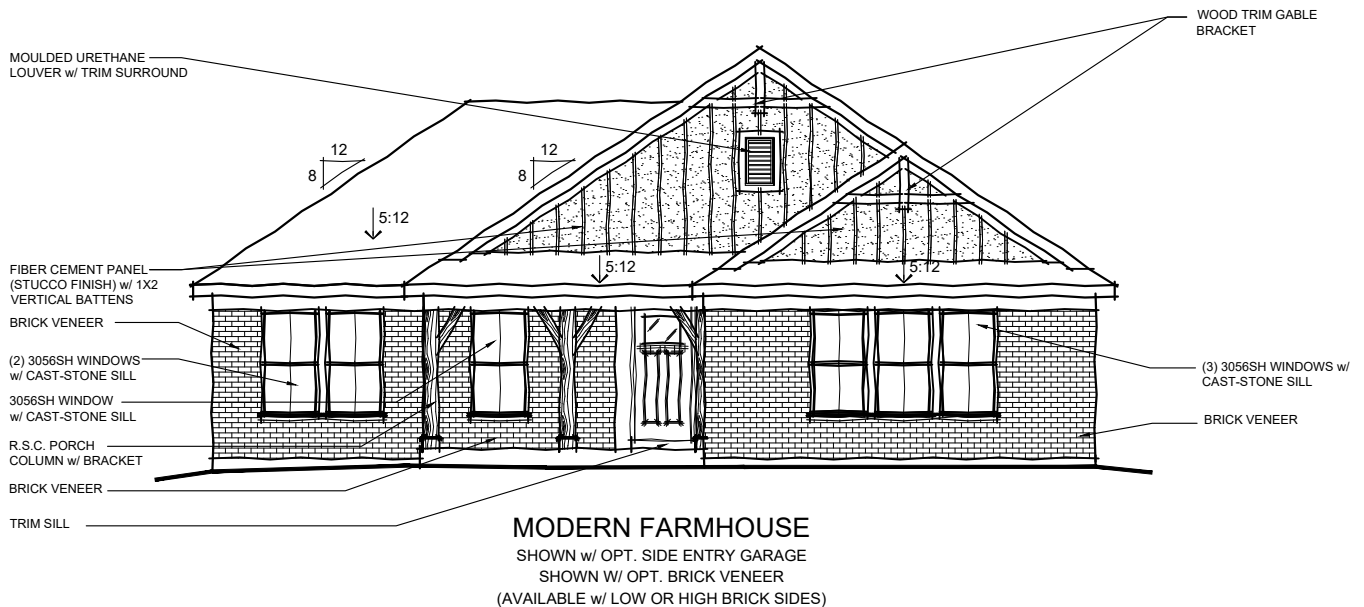 WOOD TRIM GABLE
BRACKET
MOULDED URETHANE
LOUVER w/ TRIM SURROUND
12
8
12
8
5:12
5:12
5:12
FIBER CEMENT PANEL
(STUCCO FINISH) w/ 1X2
VERTICAL BATTENS
BRICK VENEER
(2) 3056SH WINDOWS
w/ CAST-STONE SILL
3056SH WINDOW
w/ CAST-STONE SILL
R.S.C. PORCH
COLUMN w/ BRACKET
BRICK VENEER
TRIM SILL
(3) 3056SH WINDOWS w/
CAST-STONE SILL
BRICK VENEER
MODERN FARMHOUSE
SHOWN w/ OPT. SIDE ENTRY GARAGE
SHOWN W/ OPT. BRICK VENEER
(AVAILABLE w/ LOW OR HIGH BRICK SIDES)